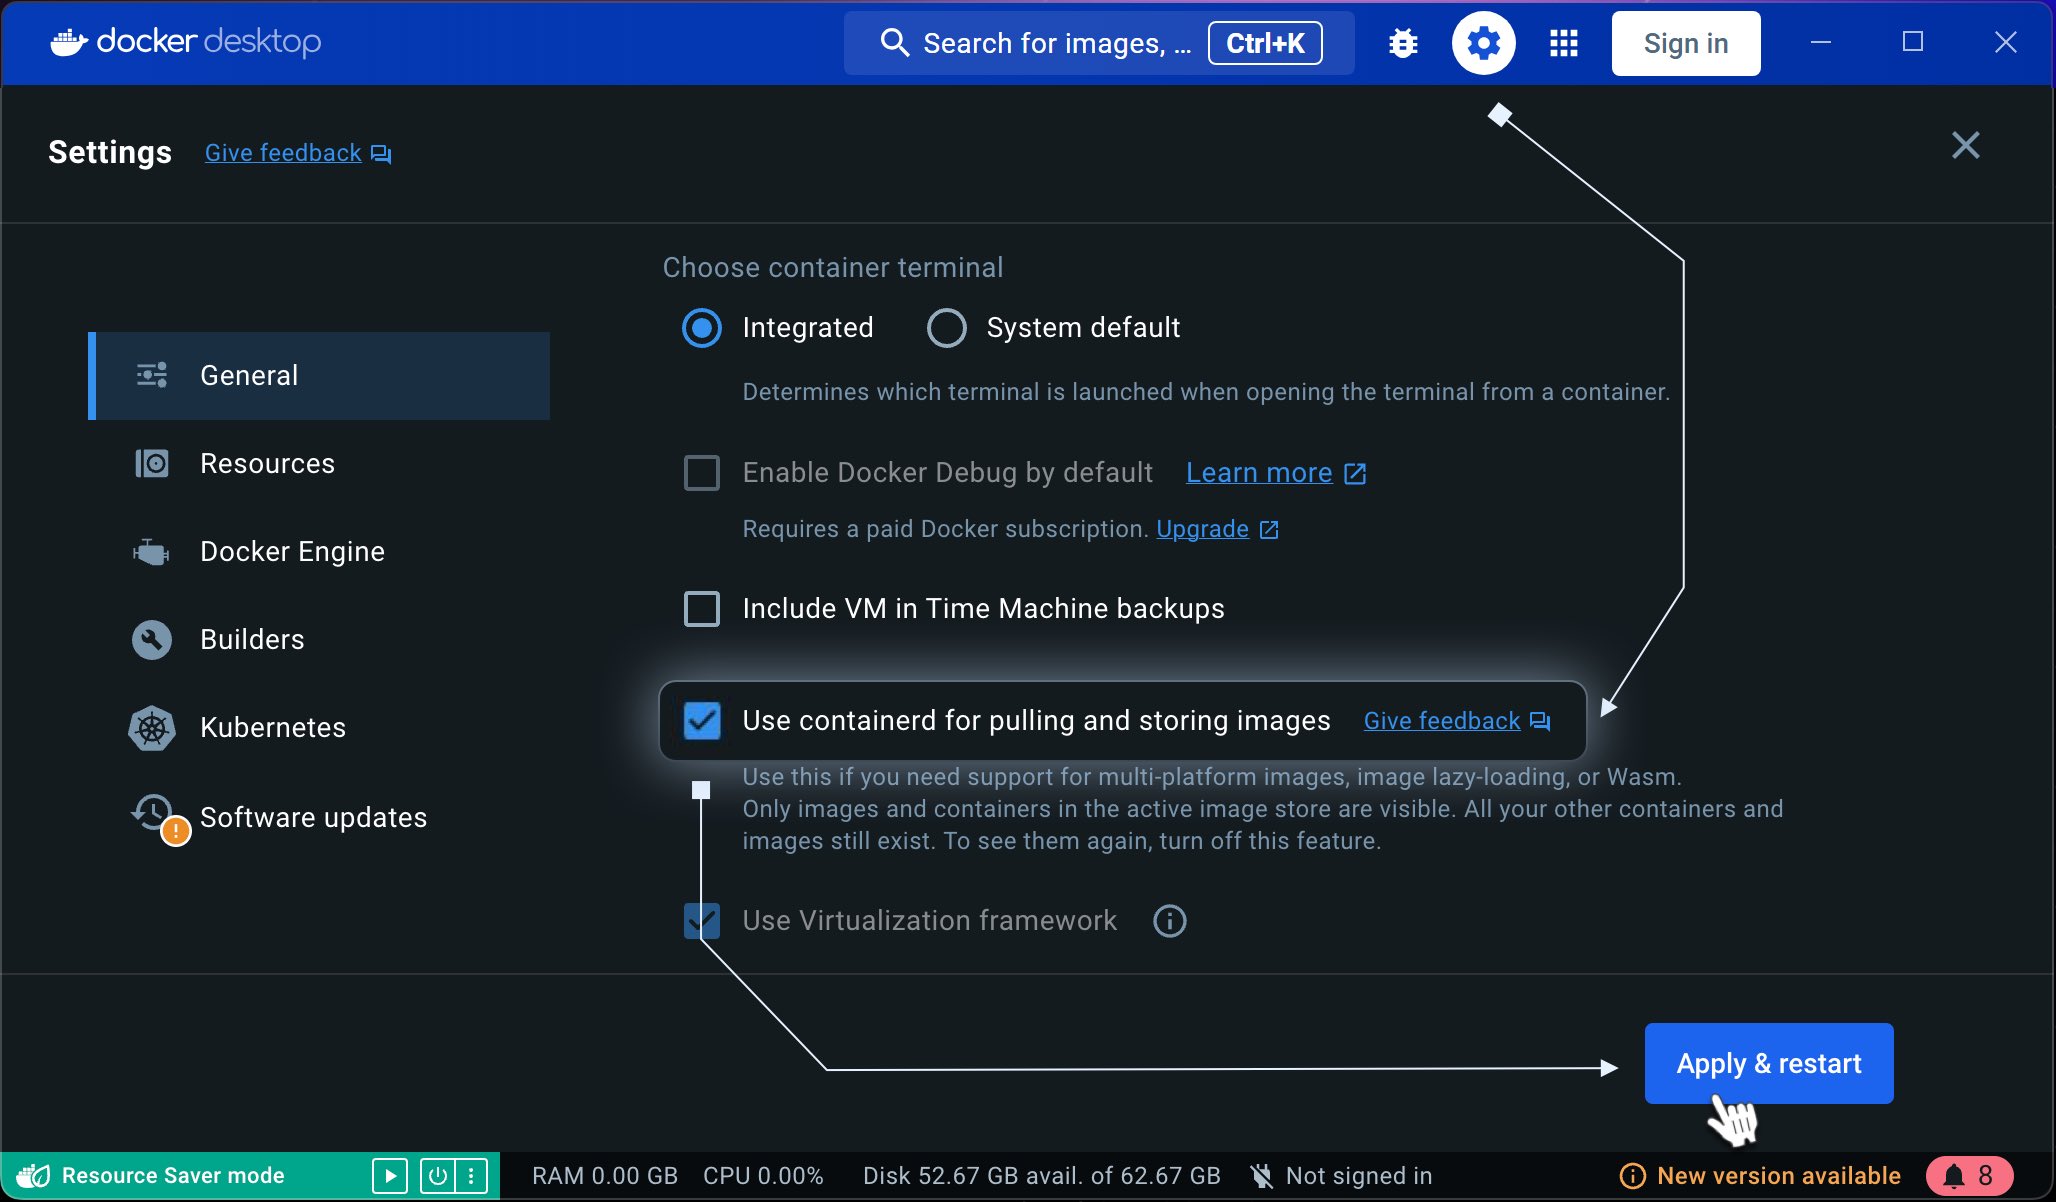 docker desktop
Search for images, ...
Ctrl+K
Sign in
Settings
Give feedback
General
Resources
Docker Engine
Builders
Kubernetes
Software updates
Choose container terminal
Integrated
System default
Determines which terminal is launched when opening the terminal from a container.
Enable Docker Debug by default
Learn more
Requires a paid Docker subscription. Upgrade
Include VM in Time Machine backups
Use containerd for pulling and storing images
Give feedback
Use this if you need support for multi-platform images, image lazy-loading, or Wasm.
Only images and containers in the active image store are visible. All your other containers and
images still exist. To see them again, turn off this feature.
Use Virtualization framework
Apply & restart
Resource Saver mode
RAM 0.00 GB
CPU 0.00%
Disk 52.67 GB avail. of 62.67 GB
Not signed in
New version available
8